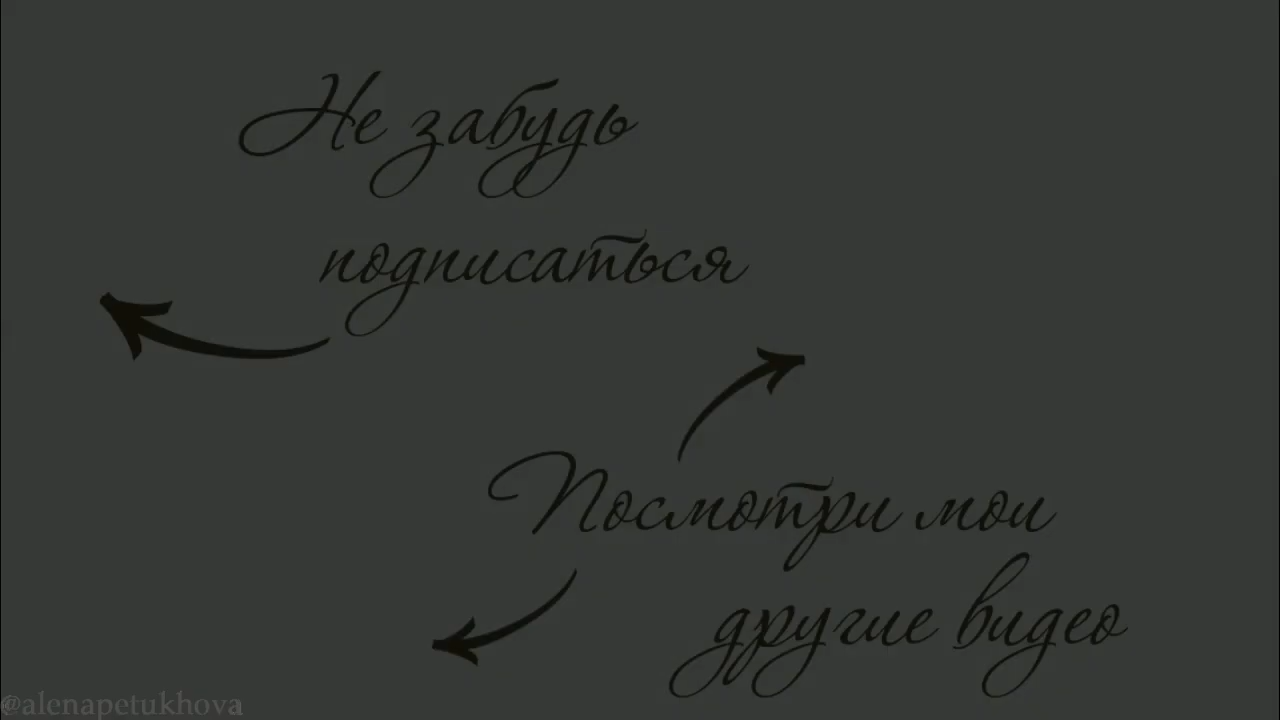 Не забудь
подписаться
Посмотри мои
другие видео
@alenapetukhova